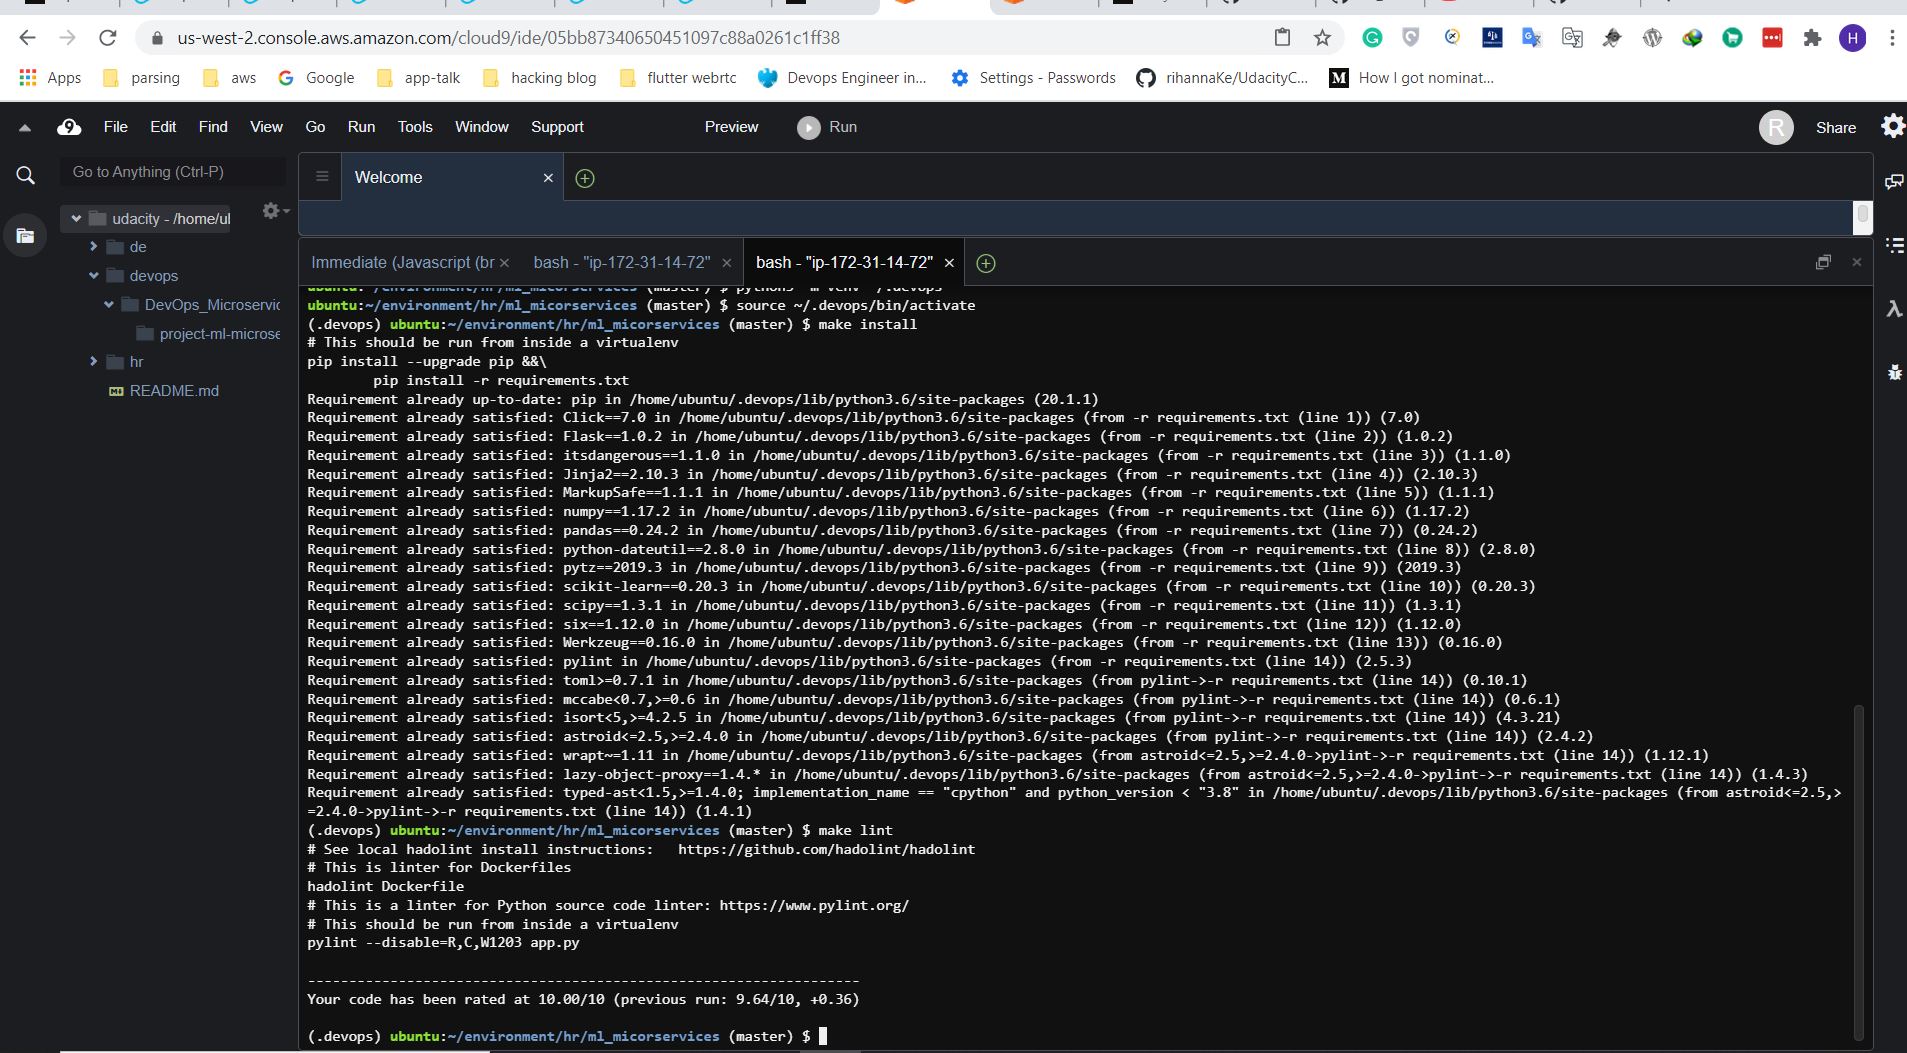 us-west-2.console.aws.amazon.com/cloud9/ide/05bb87340650451097c88a0261c1ff38
H
Apps parsing aws Google app-talk hacking blog flutter webrtc Devops Engineer in... Settings - Passwords rihannaKe/UdacityC... How I got nominat...
9 File Edit Find View Go Run Tools Window Support Preview Run R Share
Go to Anything (Ctrl-P)
Welcome
udacity - /home/ul
de
devops
DevOps_Microservic
project-ml-microse
hr
README.md
Immediate (Javascript (br bash - "ip-172-31-14-72" bash - "ip-172-31-14-72"
ubuntu:~/environment/hr/ml_micorservices (master) $ python3 -m venv ~/.devops
ubuntu:~/environment/hr/ml_micorservices (master) $ source ~/.devops/bin/activate
(.devops) ubuntu:~/environment/hr/ml_micorservices (master) $ make install
# This should be run from inside a virtualenv
pip install --upgrade pip &&\
pip install -r requirements.txt
Requirement already up-to-date: pip in /home/ubuntu/.devops/lib/python3.6/site-packages (20.1.1)
Requirement already satisfied: Click==7.0 in /home/ubuntu/.devops/lib/python3.6/site-packages (from -r requirements.txt (line 1)) (7.0)
Requirement already satisfied: Flask==1.0.2 in /home/ubuntu/.devops/lib/python3.6/site-packages (from -r requirements.txt (line 2)) (1.0.2)
Requirement already satisfied: itsdangerous==1.1.0 in /home/ubuntu/.devops/lib/python3.6/site-packages (from -r requirements.txt (line 3)) (1.1.0)
Requirement already satisfied: Jinja2==2.10.3 in /home/ubuntu/.devops/lib/python3.6/site-packages (from -r requirements.txt (line 4)) (2.10.3)
Requirement already satisfied: MarkupSafe==1.1.1 in /home/ubuntu/.devops/lib/python3.6/site-packages (from -r requirements.txt (line 5)) (1.1.1)
Requirement already satisfied: numpy==1.17.2 in /home/ubuntu/.devops/lib/python3.6/site-packages (from -r requirements.txt (line 6)) (1.17.2)
Requirement already satisfied: pandas==0.24.2 in /home/ubuntu/.devops/lib/python3.6/site-packages (from -r requirements.txt (line 7)) (0.24.2)
Requirement already satisfied: python-dateutil==2.8.0 in /home/ubuntu/.devops/lib/python3.6/site-packages (from -r requirements.txt (line 8)) (2.8.0)
Requirement already satisfied: pytz==2019.3 in /home/ubuntu/.devops/lib/python3.6/site-packages (from -r requirements.txt (line 9)) (2019.3)
Requirement already satisfied: scikit-learn==0.20.3 in /home/ubuntu/.devops/lib/python3.6/site-packages (from -r requirements.txt (line 10)) (0.20.3)
Requirement already satisfied: scipy==1.3.1 in /home/ubuntu/.devops/lib/python3.6/site-packages (from -r requirements.txt (line 11)) (1.3.1)
Requirement already satisfied: six==1.12.0 in /home/ubuntu/.devops/lib/python3.6/site-packages (from -r requirements.txt (line 12)) (1.12.0)
Requirement already satisfied: Werkzeug==0.16.0 in /home/ubuntu/.devops/lib/python3.6/site-packages (from -r requirements.txt (line 13)) (0.16.0)
Requirement already satisfied: pylint in /home/ubuntu/.devops/lib/python3.6/site-packages (from -r requirements.txt (line 14)) (2.5.3)
Requirement already satisfied: toml>=0.7.1 in /home/ubuntu/.devops/lib/python3.6/site-packages (from pylint->-r requirements.txt (line 14)) (0.10.1)
Requirement already satisfied: mccabe<0.7,>=0.6 in /home/ubuntu/.devops/lib/python3.6/site-packages (from pylint->-r requirements.txt (line 14)) (0.6.1)
Requirement already satisfied: isort<5,>=4.2.5 in /home/ubuntu/.devops/lib/python3.6/site-packages (from pylint->-r requirements.txt (line 14)) (4.3.21)
Requirement already satisfied: astroid<=2.5,>=2.4.0 in /home/ubuntu/.devops/lib/python3.6/site-packages (from pylint->-r requirements.txt (line 14)) (2.4.2)
Requirement already satisfied: wrapt~=1.11 in /home/ubuntu/.devops/lib/python3.6/site-packages (from astroid<=2.5,>=2.4.0->pylint->-r requirements.txt (line 14)) (1.12.1)
Requirement already satisfied: lazy-object-proxy==1.4.* in /home/ubuntu/.devops/lib/python3.6/site-packages (from astroid<=2.5,>=2.4.0->pylint->-r requirements.txt (line 14)) (1.4.3)
Requirement already satisfied: typed-ast<1.5,>=1.4.0; implementation_name == "cpython" and python_version < "3.8" in /home/ubuntu/.devops/lib/python3.6/site-packages (from astroid<=2.5,>
=2.4.0->pylint->-r requirements.txt (line 14)) (1.4.1)
(.devops) ubuntu:~/environment/hr/ml_micorservices (master) $ make lint
# See local hadolint install instructions: https://github.com/hadolint/hadolint
# This is linter for Dockerfiles
hadolint Dockerfile
# This is a linter for Python source code linter: https://www.pylint.org/
# This should be run from inside a virtualenv
pylint --disable=R,C,W1203 app.py
-------------------------------------------------------------------
Your code has been rated at 10.00/10 (previous run: 9.64/10, +0.36)
(.devops) ubuntu:~/environment/hr/ml_micorservices (master) $